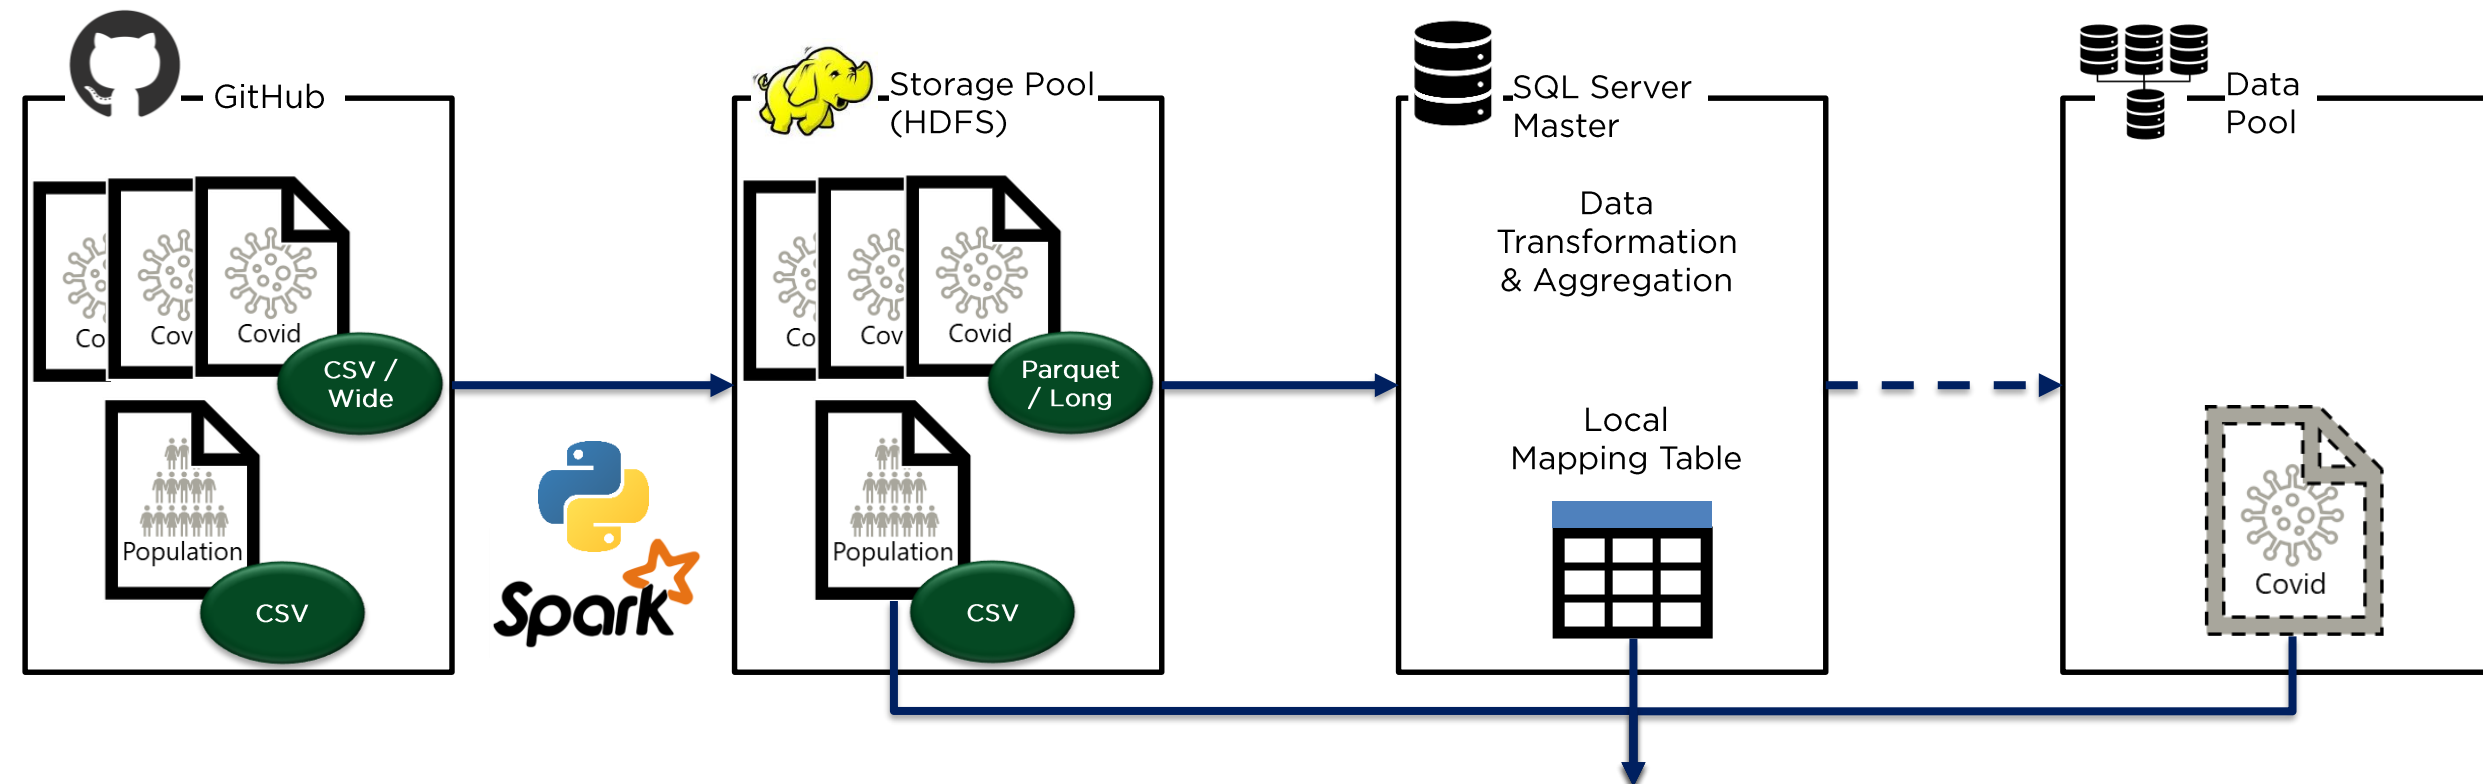 GitHub
Co
Cov
Covid
CSV /
Wide
Population
CSV
Spark
Storage Pool
(HDFS)
Co
Cov
Covid
Parquet
/ Long
Population
CSV
SQL Server
Master
Data
Transformation
& Aggregation
Local
Mapping Table
Data
Pool
Covid